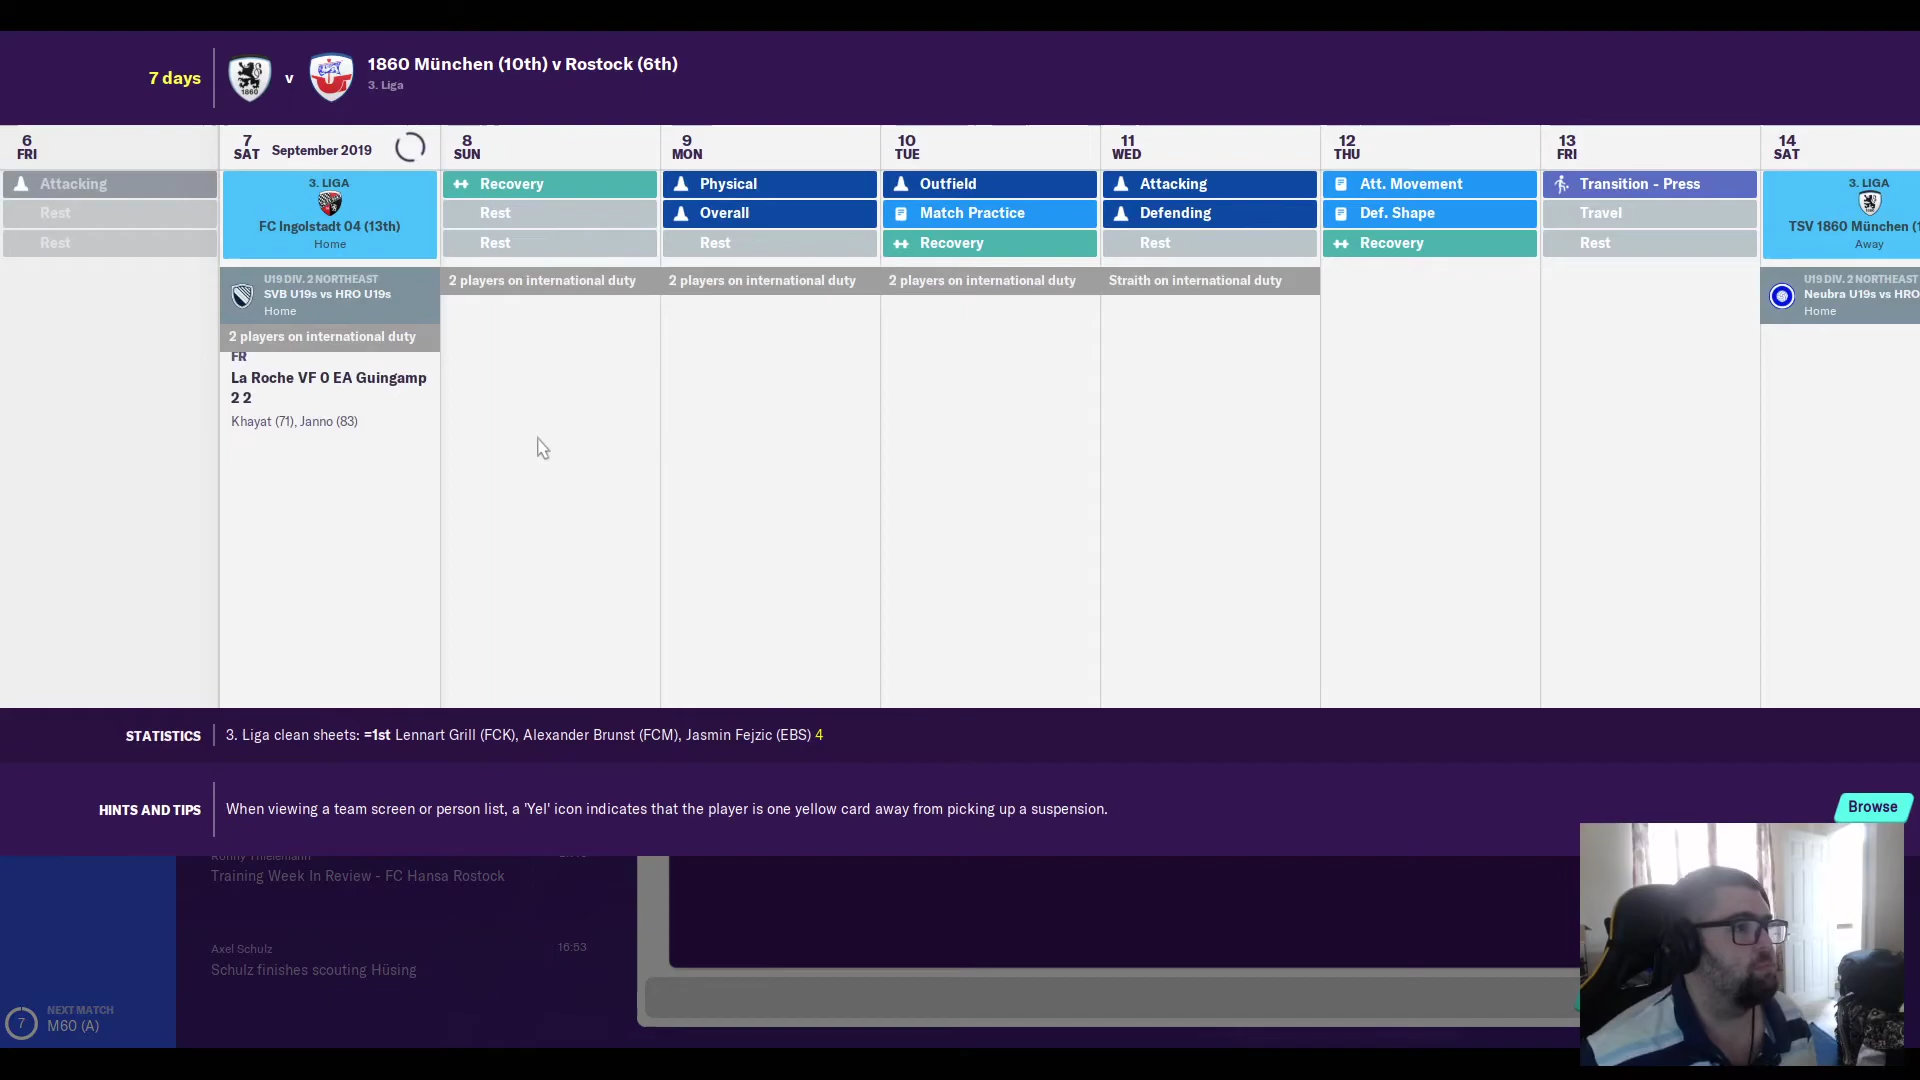 7 days
v
1860 München (10th) v Rostock (6th)
3. Liga
1860
6
FRI
7
SAT
September 2019
8
SUN
9
MON
10
TUE
11
WED
12
THU
13
FRI
14
SAT
Attacking
Rest
Rest
3. LIGA
FC Ingolstadt 04 (13th)
Home
U19 DIV. 2 NORTHEAST
SVB U19s vs HRO U19s
Home
2 players on international duty
FR
La Roche VF 0 EA Guingamp
2 2
Khayat (71), Janno (83)
Recovery
Rest
Rest
2 players on international duty
Physical
Overall
Rest
2 players on international duty
Outfield
Match Practice
Recovery
2 players on international duty
Attacking
Defending
Rest
Straith on international duty
Att. Movement
Def. Shape
Recovery
Transition - Press
Travel
Rest
3. LIGA
TSV 1860 München (1
Away
U19 DIV. 2 NORTHEAST
Neubra U19s vs HRO
Home
STATISTICS
3. Liga clean sheets: =1st Lennart Grill (FCK), Alexander Brunst (FCM), Jasmin Fejzic (EBS) 4
HINTS AND TIPS
When viewing a team screen or person list, a 'Yel' icon indicates that the player is one yellow card away from picking up a suspension.
Browse
Ronny Thielemann
Training Week In Review - FC Hansa Rostock
Axel Schulz
16:53
Schulz finishes scouting Hüsing
7
NEXT MATCH
M60 (A)